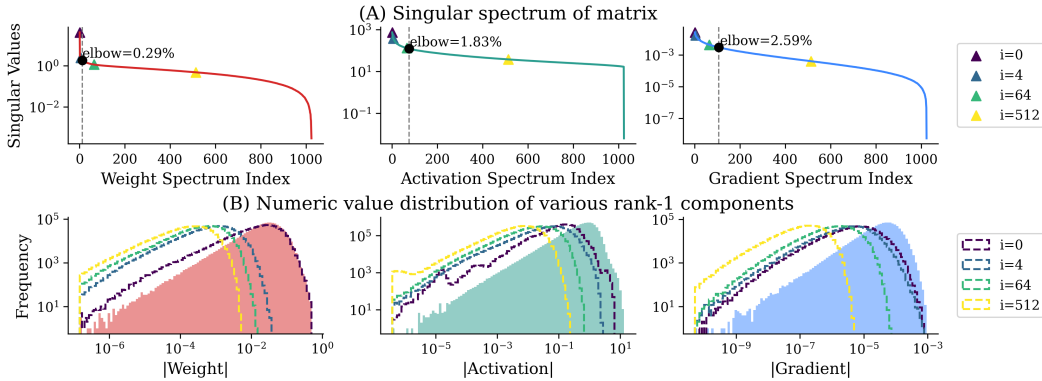 (A) Singular spectrum of matrix
Singular Values
10^0
10^-2
elbow=0.29%
0 200 400 600 800 1000
Weight Spectrum Index
10^3
10^1
10^-1
elbow=1.83%
0 200 400 600 800 1000
Activation Spectrum Index
10^-3
10^-5
10^-7
elbow=2.59%
0 200 400 600 800 1000
Gradient Spectrum Index
i=0
i=4
i=64
i=512
(B) Numeric value distribution of various rank-1 components
Frequency
10^5
10^3
10^1
10^-6 10^-4 10^-2 10^0
|Weight|
10^5
10^3
10^1
10^-5 10^-3 10^-1 10^1
|Activation|
10^5
10^3
10^1
10^-9 10^-7 10^-5 10^-3
|Gradient|
i=0
i=4
i=64
i=512